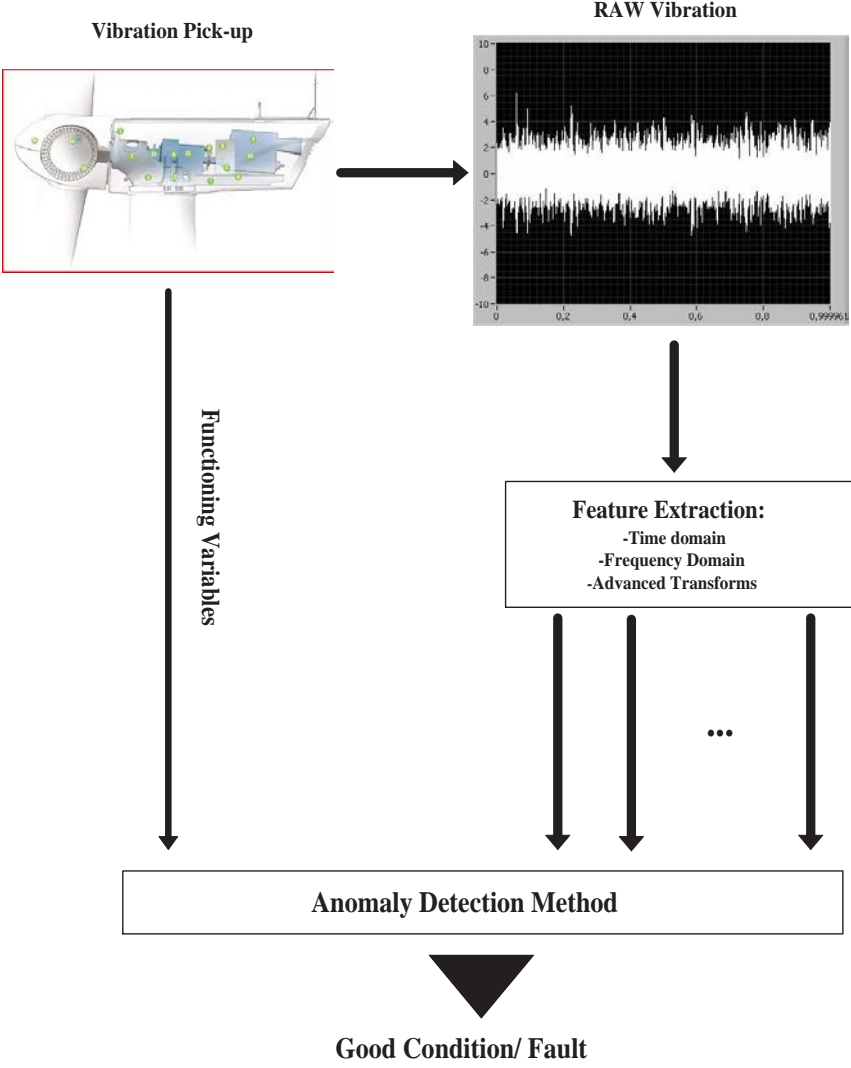 Vibration Pick-up
RAW Vibration
10
8
6
4
2
0
-2
-4
-6
-8
-10
0
0,2
0,4
0,6
0,8
0,999961
Functioning Variables
Feature Extraction:
-Time domain
-Frequency Domain
-Advanced Transforms
...
Anomaly Detection Method
Good Condition/ Fault